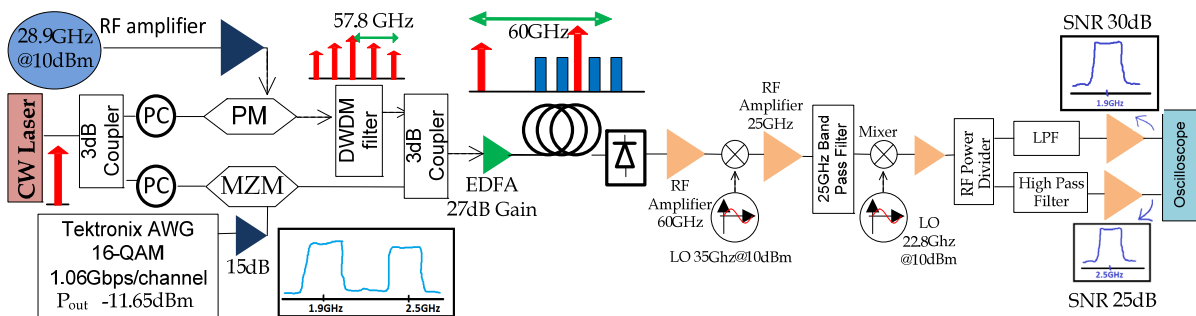 28.9GHz
@10dBm
RF amplifier
57.8 GHz
60GHz
SNR 30dB
1.9GHz
CW Laser
3dB
Coupler
PC
PM
DWDM
filter
3dB
Coupler
PC
MZM
EDFA
27dB Gain
RF
Amplifier
60GHz
LO 35Ghz@10dBm
RF
Amplifier
25GHz
25GHz Band
Pass Filter
Mixer
LO
22.8Ghz
@10dBm
RF Power
Divider
LPF
High Pass
Filter
Oscilloscope
Tektronix AWG
16-QAM
1.06Gbps/channel
Pout -11.65dBm
15dB
1.9GHz
2.5GHz
2.5GHz
SNR 25dB